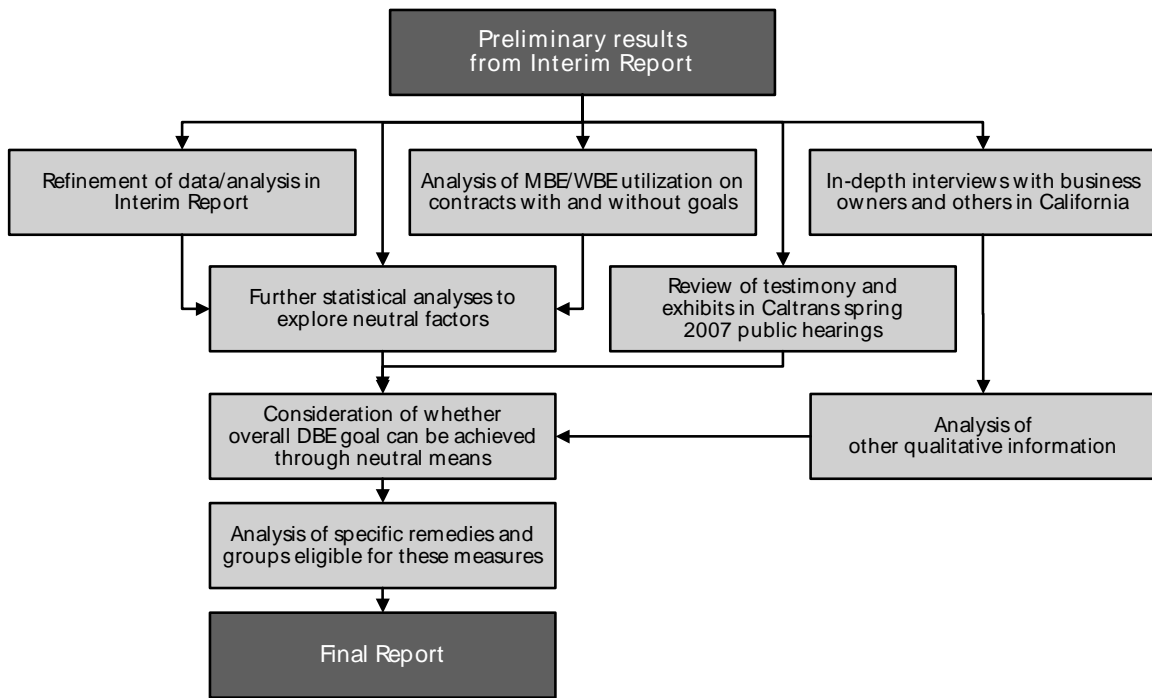 Preliminary results
from Interim Report
Refinement of data/analysis in
Interim Report
Analysis of MBE/WBE utilization on
contracts with and without goals
In-depth interviews with business
owners and others in California
Further statistical analyses to
explore neutral factors
Review of testimony and
exhibits in Caltrans spring
2007 public hearings
Consideration of whether
overall DBE goal can be achieved
through neutral means
Analysis of
other qualitative information
Analysis of specific remedies and
groups eligible for these measures
Final Report